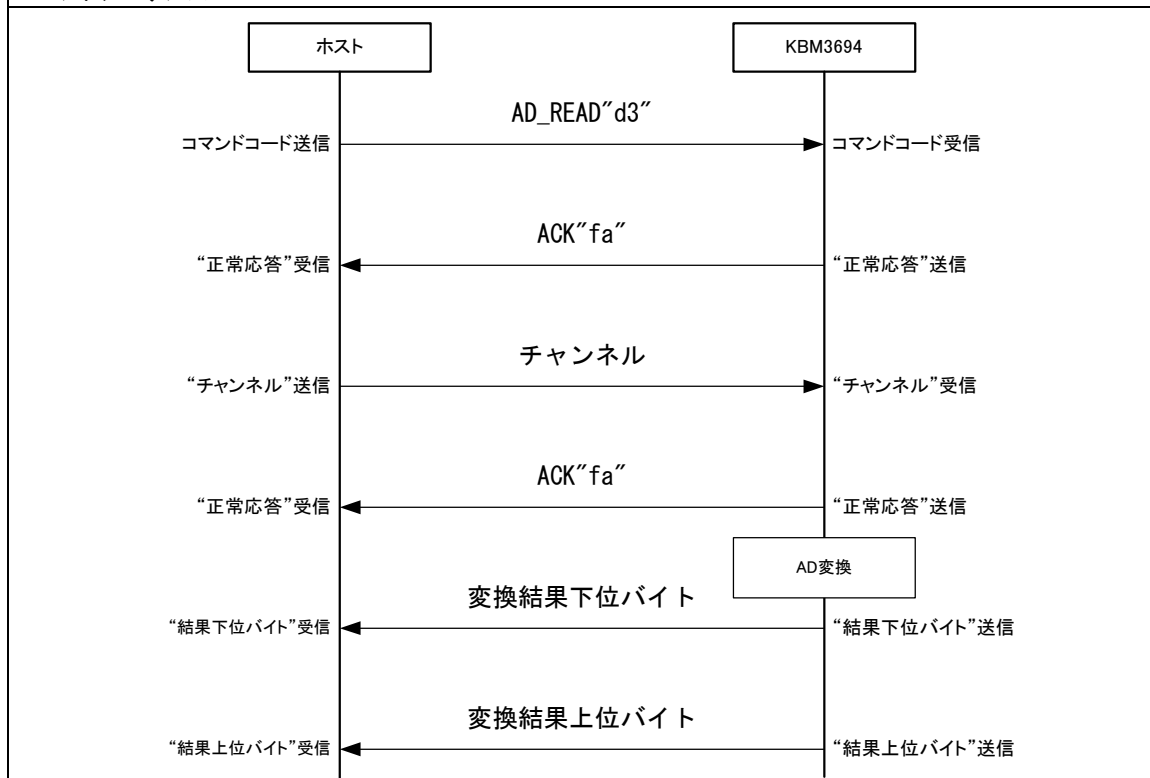 ホスト
KBM3694
AD_READ"d3"
コマンドコード送信
コマンドコード受信
ACK"fa"
“正常応答”受信
“正常応答”送信
チャンネル
“チャンネル”送信
“チャンネル”受信
ACK"fa"
“正常応答”受信
“正常応答”送信
AD変換
変換結果下位バイト
“結果下位バイト”受信
“結果下位バイト”送信
変換結果上位バイト
“結果上位バイト”受信
“結果上位バイト”送信